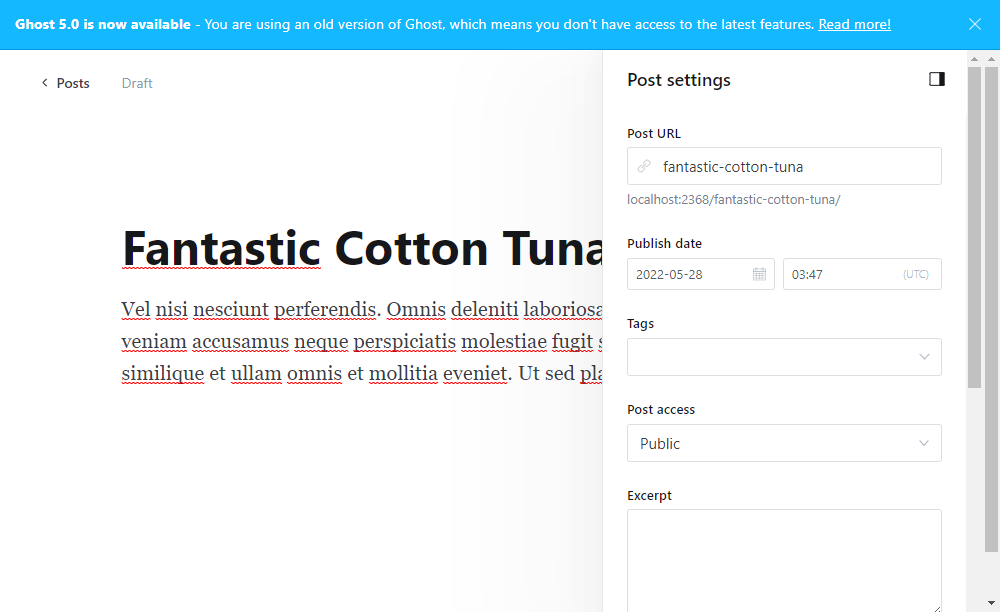 Ghost 5.0 is now available - You are using an old version of Ghost, which means you don't have access to the latest features. Read more!
Posts Draft
Post settings
Post URL
fantastic-cotton-tuna
localhost:2368/fantastic-cotton-tuna/
Publish date
2022-05-28 03:47 (UTC)
Tags
Post access
Public
Excerpt
Fantastic Cotton Tuna
Vel nisi nesciunt perferendis. Omnis deleniti laboriosa
veniam accusamus neque perspiciatis molestiae fugit s
similique et ullam omnis et mollitia eveniet. Ut sed pla